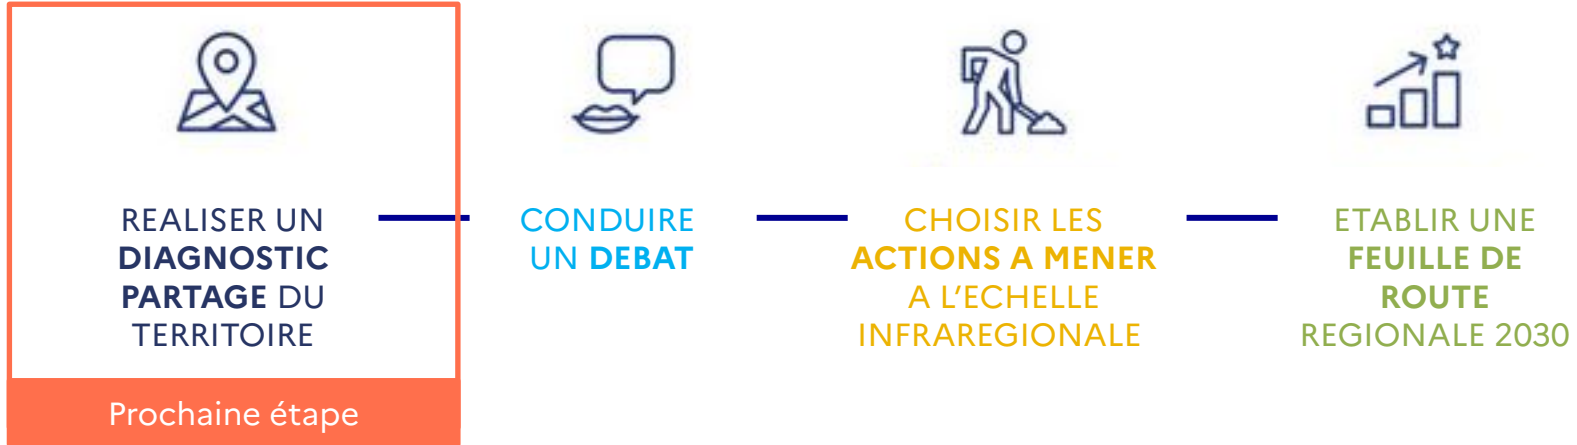 REALISER UN
DIAGNOSTIC
PARTAGE DU
TERRITOIRE
Prochaine étape
CONDUIRE
UN DEBAT
CHOISIR LES
ACTIONS A MENER
A L’ECHELLE
INFRAREGIONALE
ETABLIR UNE
FEUILLE DE
ROUTE
REGIONALE 2030